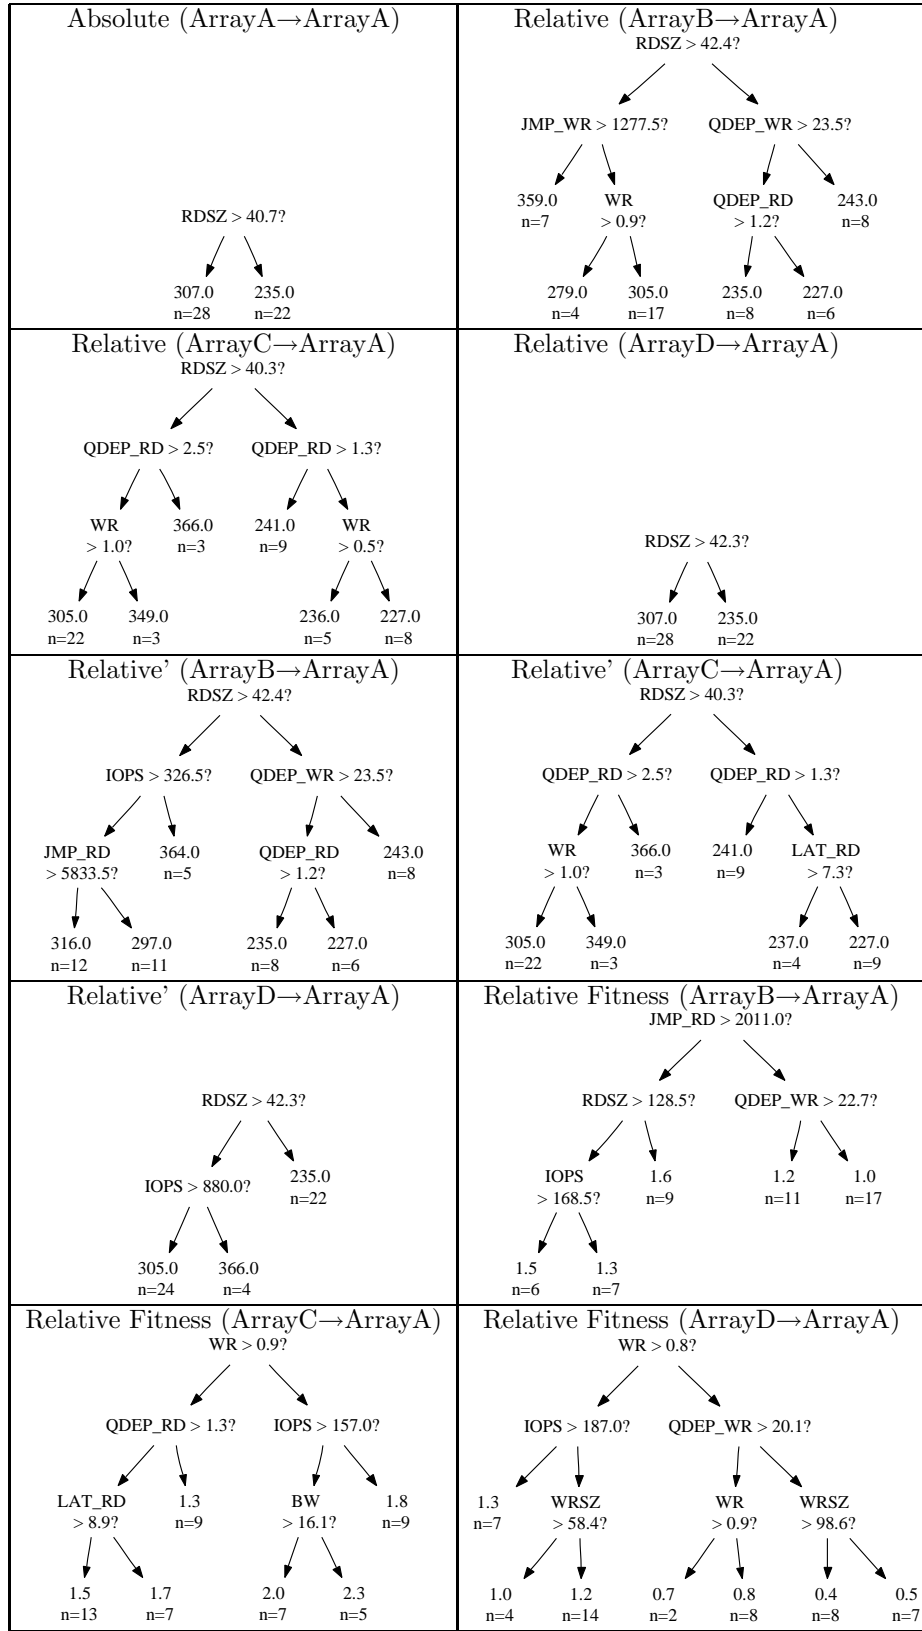 Absolute (ArrayA→ArrayA)
RDSZ > 40.7?
307.0 235.0
n=28 n=22
Relative (ArrayB→ArrayA)
RDSZ > 42.4?
JMP_WR > 1277.5? QDEP_WR > 23.5?
359.0 WR QDEP_RD 243.0
n=7 > 0.9? > 1.2? n=8
279.0 305.0 235.0 227.0
n=4 n=17 n=8 n=6
Relative (ArrayC→ArrayA)
RDSZ > 40.3?
QDEP_RD > 2.5? QDEP_RD > 1.3?
WR 366.0 241.0 WR
> 1.0? n=3 n=9 > 0.5?
305.0 349.0 236.0 227.0
n=22 n=3 n=5 n=8
Relative (ArrayD→ArrayA)
RDSZ > 42.3?
307.0 235.0
n=28 n=22
Relative' (ArrayB→ArrayA)
RDSZ > 42.4?
IOPS > 326.5? QDEP_WR > 23.5?
JMP_RD 364.0 QDEP_RD 243.0
> 5833.5? n=5 > 1.2? n=8
316.0 297.0 235.0 227.0
n=12 n=11 n=8 n=6
Relative' (ArrayC→ArrayA)
RDSZ > 40.3?
QDEP_RD > 2.5? QDEP_RD > 1.3?
WR 366.0 241.0 LAT_RD
> 1.0? n=3 n=9 > 7.3?
305.0 349.0 237.0 227.0
n=22 n=3 n=4 n=9
Relative' (ArrayD→ArrayA)
RDSZ > 42.3?
IOPS > 880.0? 235.0
n=22
305.0 366.0
n=24 n=4
Relative Fitness (ArrayB→ArrayA)
JMP_RD > 2011.0?
RDSZ > 128.5? QDEP_WR > 22.7?
IOPS 1.6 1.2 1.0
> 168.5? n=9 n=11 n=17
1.5 1.3
n=6 n=7
Relative Fitness (ArrayC→ArrayA)
WR > 0.9?
QDEP_RD > 1.3? IOPS > 157.0?
LAT_RD 1.3 BW 1.8
> 8.9? n=9 > 16.1? n=9
1.5 1.7 2.0 2.3
n=13 n=7 n=7 n=5
Relative Fitness (ArrayD→ArrayA)
WR > 0.8?
IOPS > 187.0? QDEP_WR > 20.1?
1.3 WRSZ WR WRSZ
n=7 > 58.4? > 0.9? > 98.6?
1.0 1.2 0.7 0.8 0.4 0.5
n=4 n=14 n=2 n=8 n=8 n=7